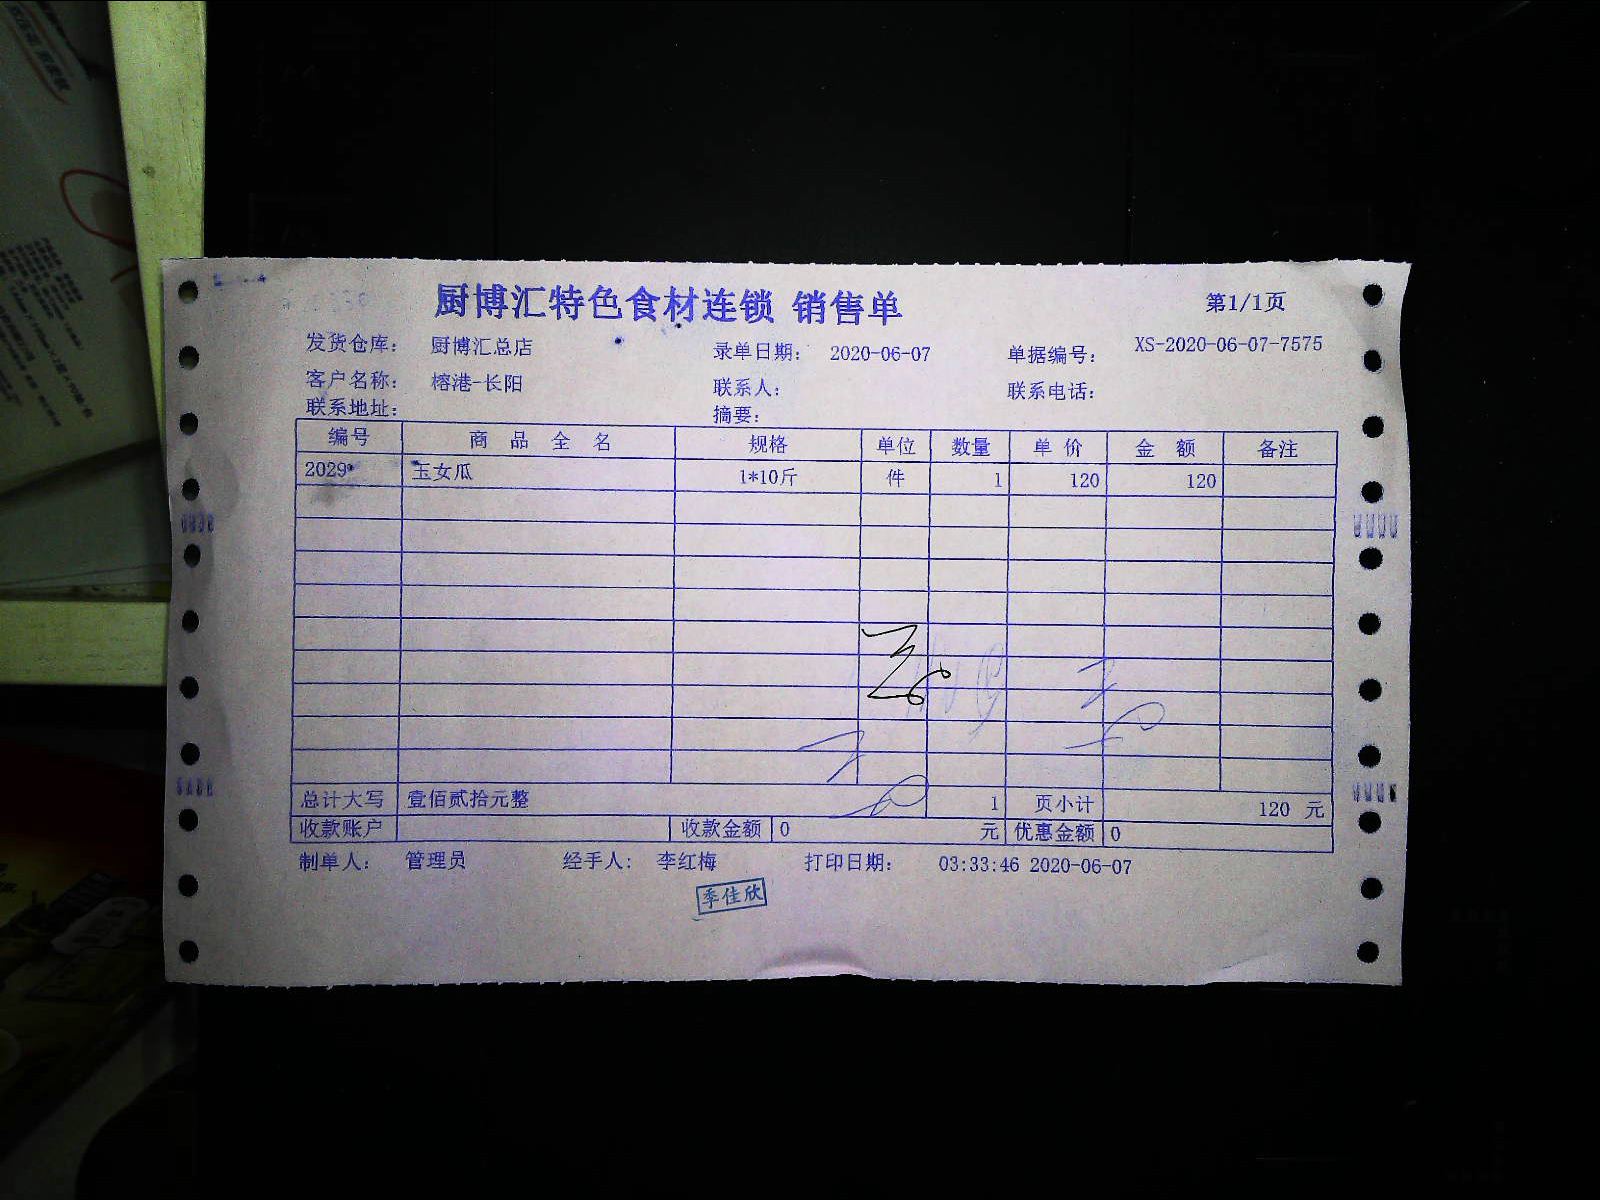 厨博汇特色食材连锁 销售单 第1/1页
发货仓库： 厨博汇总店 录单日期： 2020-06-07 单据编号： XS-2020-06-07-7575
客户名称： 榕港-长阳 联系人： 联系电话：
联系地址： 摘要：
编号 商 品 全 名 规格 单位 数量 单 价 金 额 备注
2029 玉女瓜 1*10斤 件 1 120 120
总计大写 壹佰贰拾元整 1 页小计 120 元
收款账户 收款金额 0 元 优惠金额 0
制单人： 管理员 经手人： 李红梅 打印日期： 03:33:46 2020-06-07
季佳欣